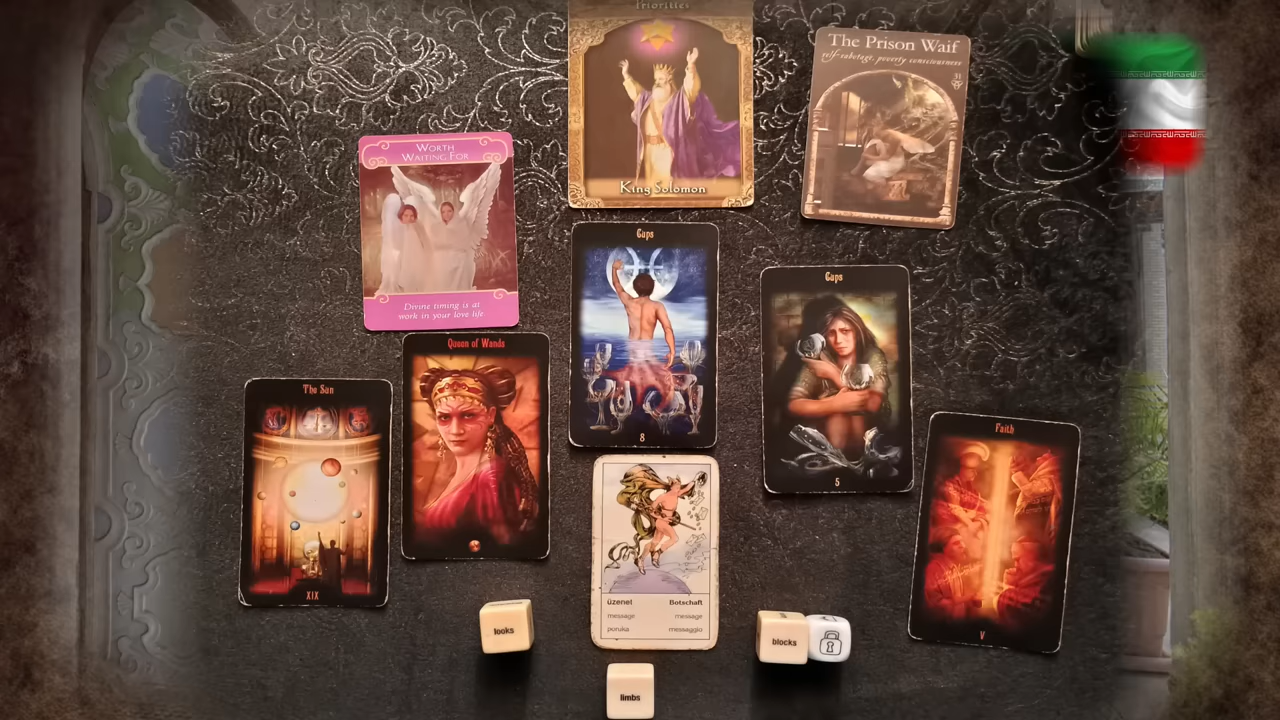 Priorities
King Solomon
The Prison Waif
self-sabotage, poverty consciousness
31
Worth
Waiting For
Divine timing is at
work in your love life
Cups
8
Cups
5
Queen of Wands
The Sun
XIX
Faith
V
üzenet Botschaft
message message
poruka messaggio
looks
blocks
limbs